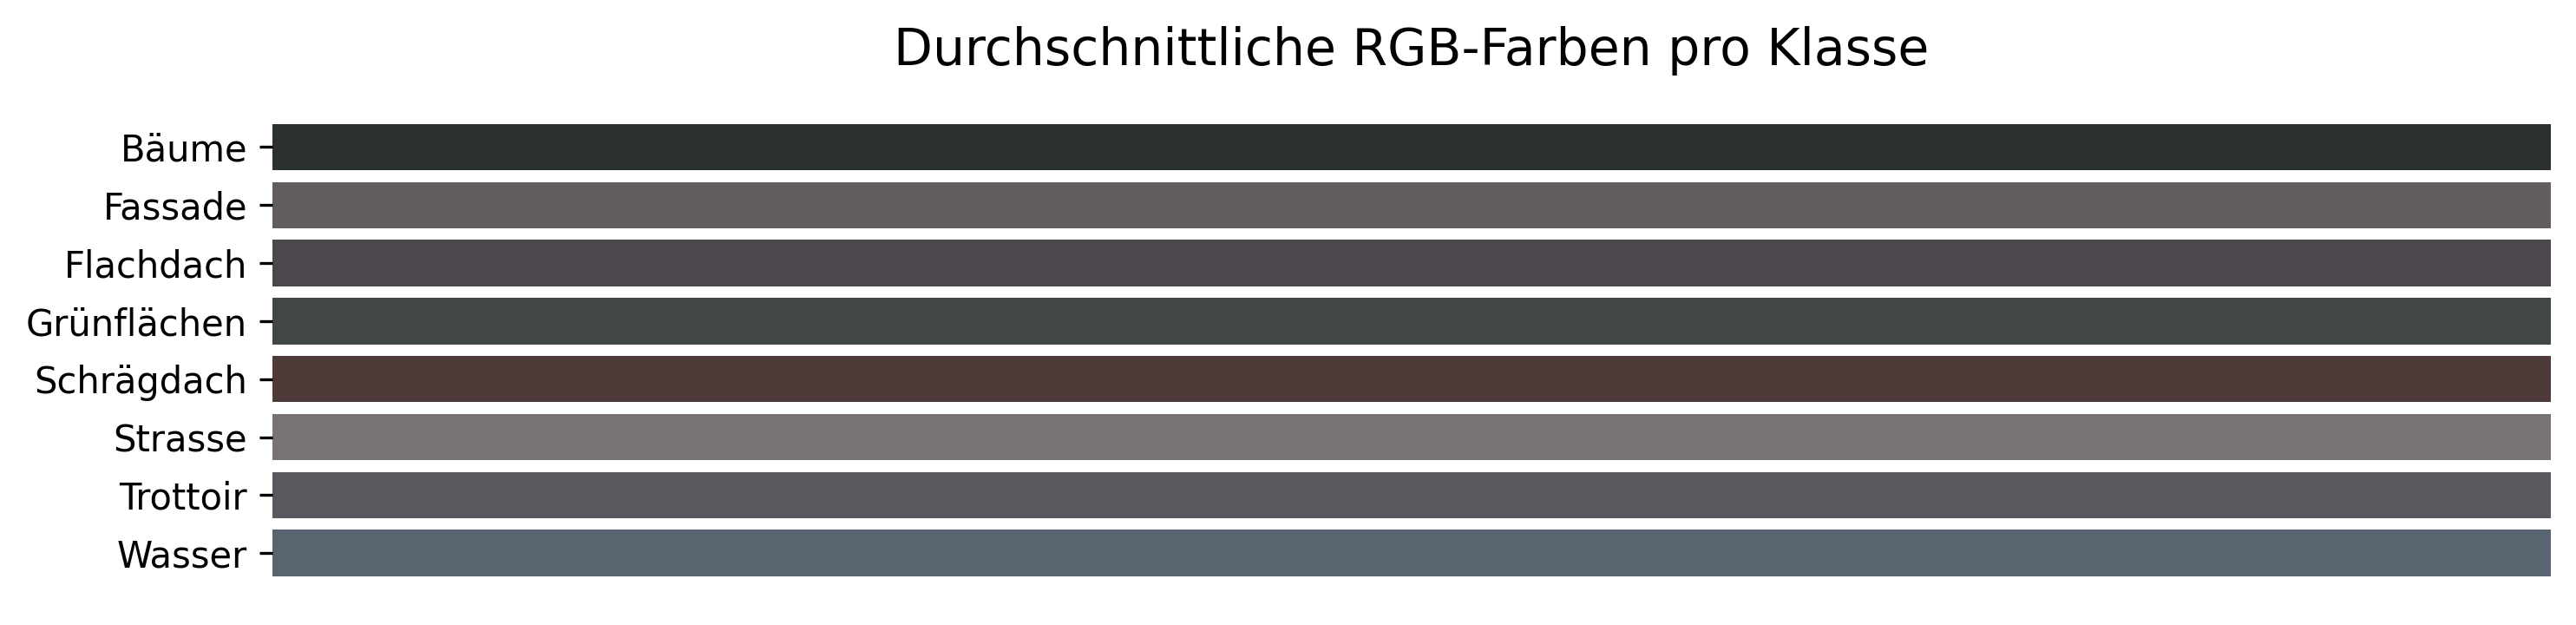 Durchschnittliche RGB-Farben pro Klasse
Bäume
Fassade
Flachdach
Grünflächen
Schrägdach
Strasse
Trottoir
Wasser